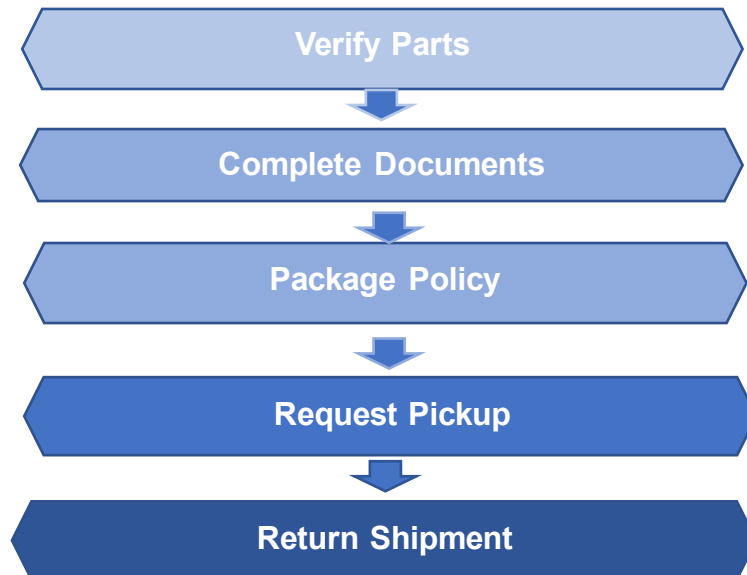 Verify Parts
Complete Documents
Package Policy
Request Pickup
Return Shipment